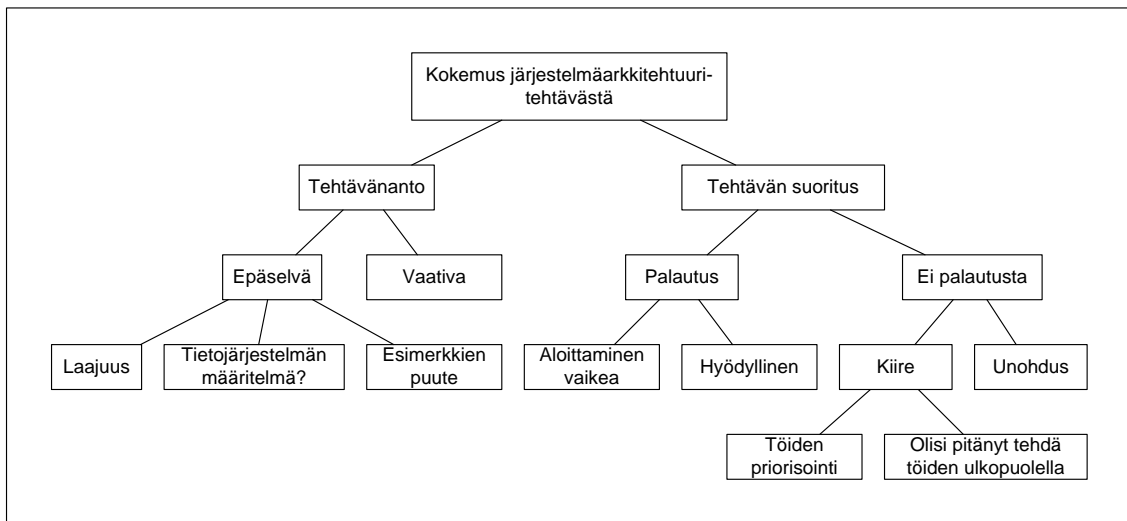 Kokemus järjestelmäarkkitehtuuri-
tehtävästä
Tehtävänanto
Tehtävän suoritus
Epäselvä
Vaativa
Palautus
Ei palautusta
Laajuus
Tietojärjestelmän
määritelmä?
Esimerkkien
puute
Aloittaminen
vaikea
Hyödyllinen
Kiire
Unohdus
Töiden
priorisointi
Olisi pitänyt tehdä
töiden ulkopuolella